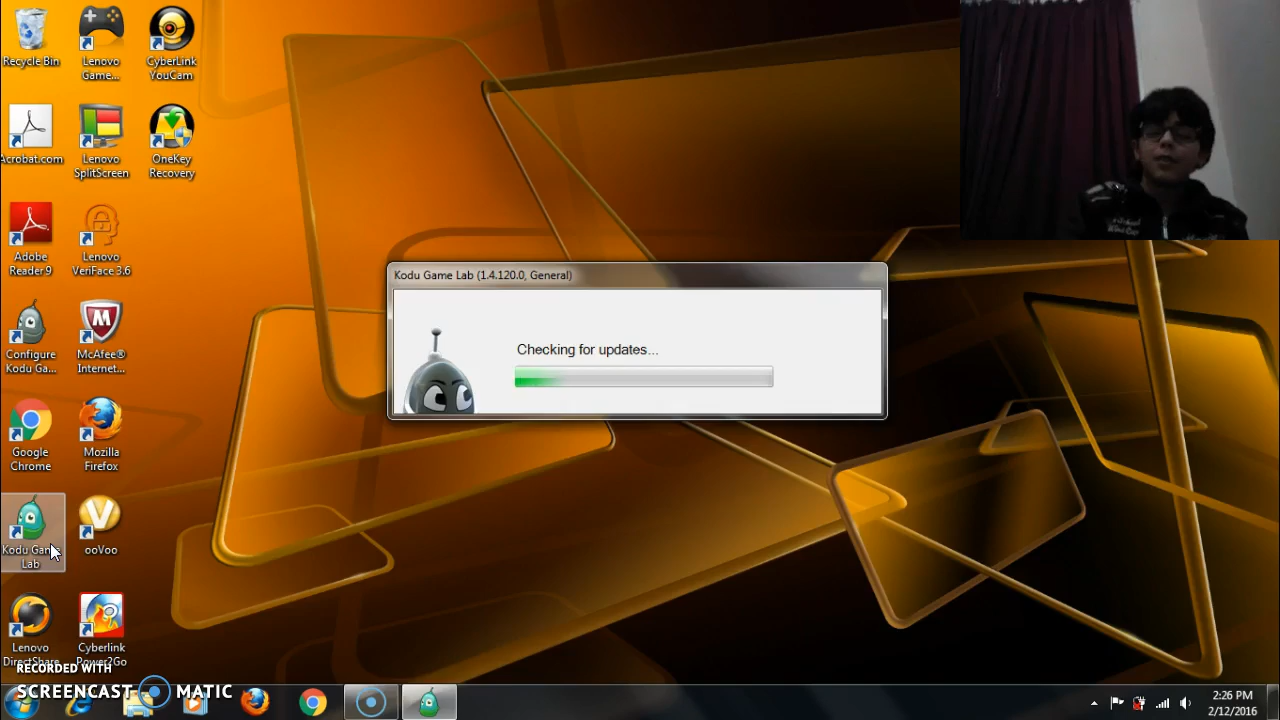 Recycle Bin
Lenovo
Game...
CyberLink
YouCam
Acrobat.com
Lenovo
SplitScreen
OneKey
Recovery
Adobe
Reader 9
Lenovo
VeriFace 3.6
Configure
Kodu Ga...
McAfee®
Internet...
Google
Chrome
Mozilla
Firefox
Kodu Game
Lab
ooVoo
Lenovo
DirectShare
Cyberlink
Power2Go
Kodu Game Lab (1.4.120.0, General)
Checking for updates...
RECORDED WITH
SCREENCAST MATIC
2:26 PM
2/12/2016